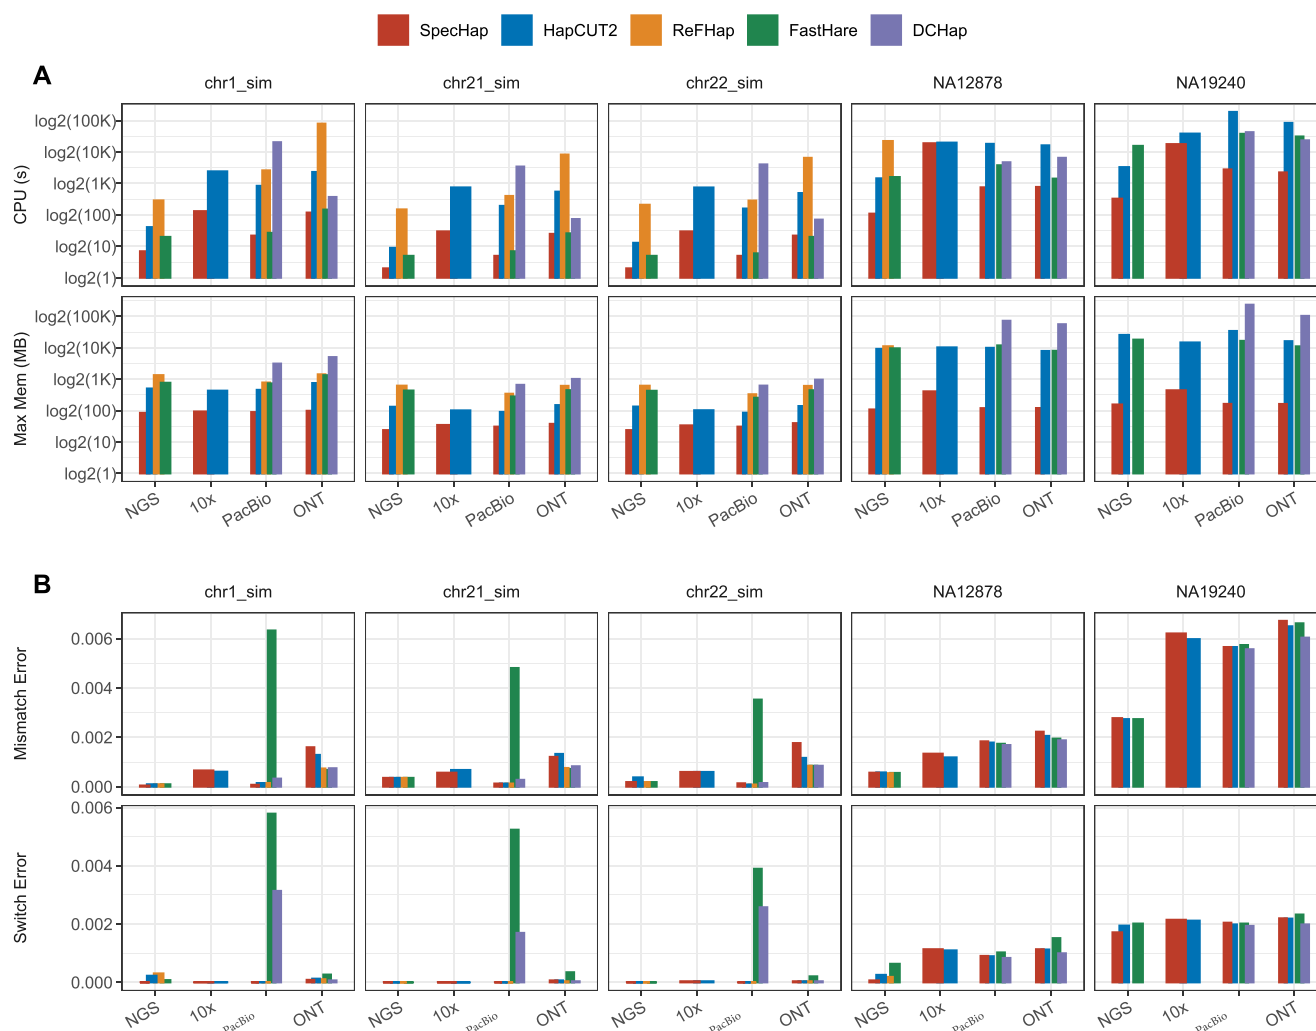 SpecHap HapCUT2 ReFHap FastHare DCHap
A
chr1_sim chr21_sim chr22_sim NA12878 NA19240
CPU (s)
log2(100K)
log2(10K)
log2(1K)
log2(100)
log2(10)
log2(1)
Max Mem (MB)
log2(100K)
log2(10K)
log2(1K)
log2(100)
log2(10)
log2(1)
NGS 10x PacBio ONT NGS 10x PacBio ONT NGS 10x PacBio ONT NGS 10x PacBio ONT NGS 10x PacBio ONT
B
chr1_sim chr21_sim chr22_sim NA12878 NA19240
Mismatch Error
0.006
0.004
0.002
0.000
Switch Error
0.006
0.004
0.002
0.000
NGS 10x PacBio ONT NGS 10x PacBio ONT NGS 10x PacBio ONT NGS 10x PacBio ONT NGS 10x PacBio ONT